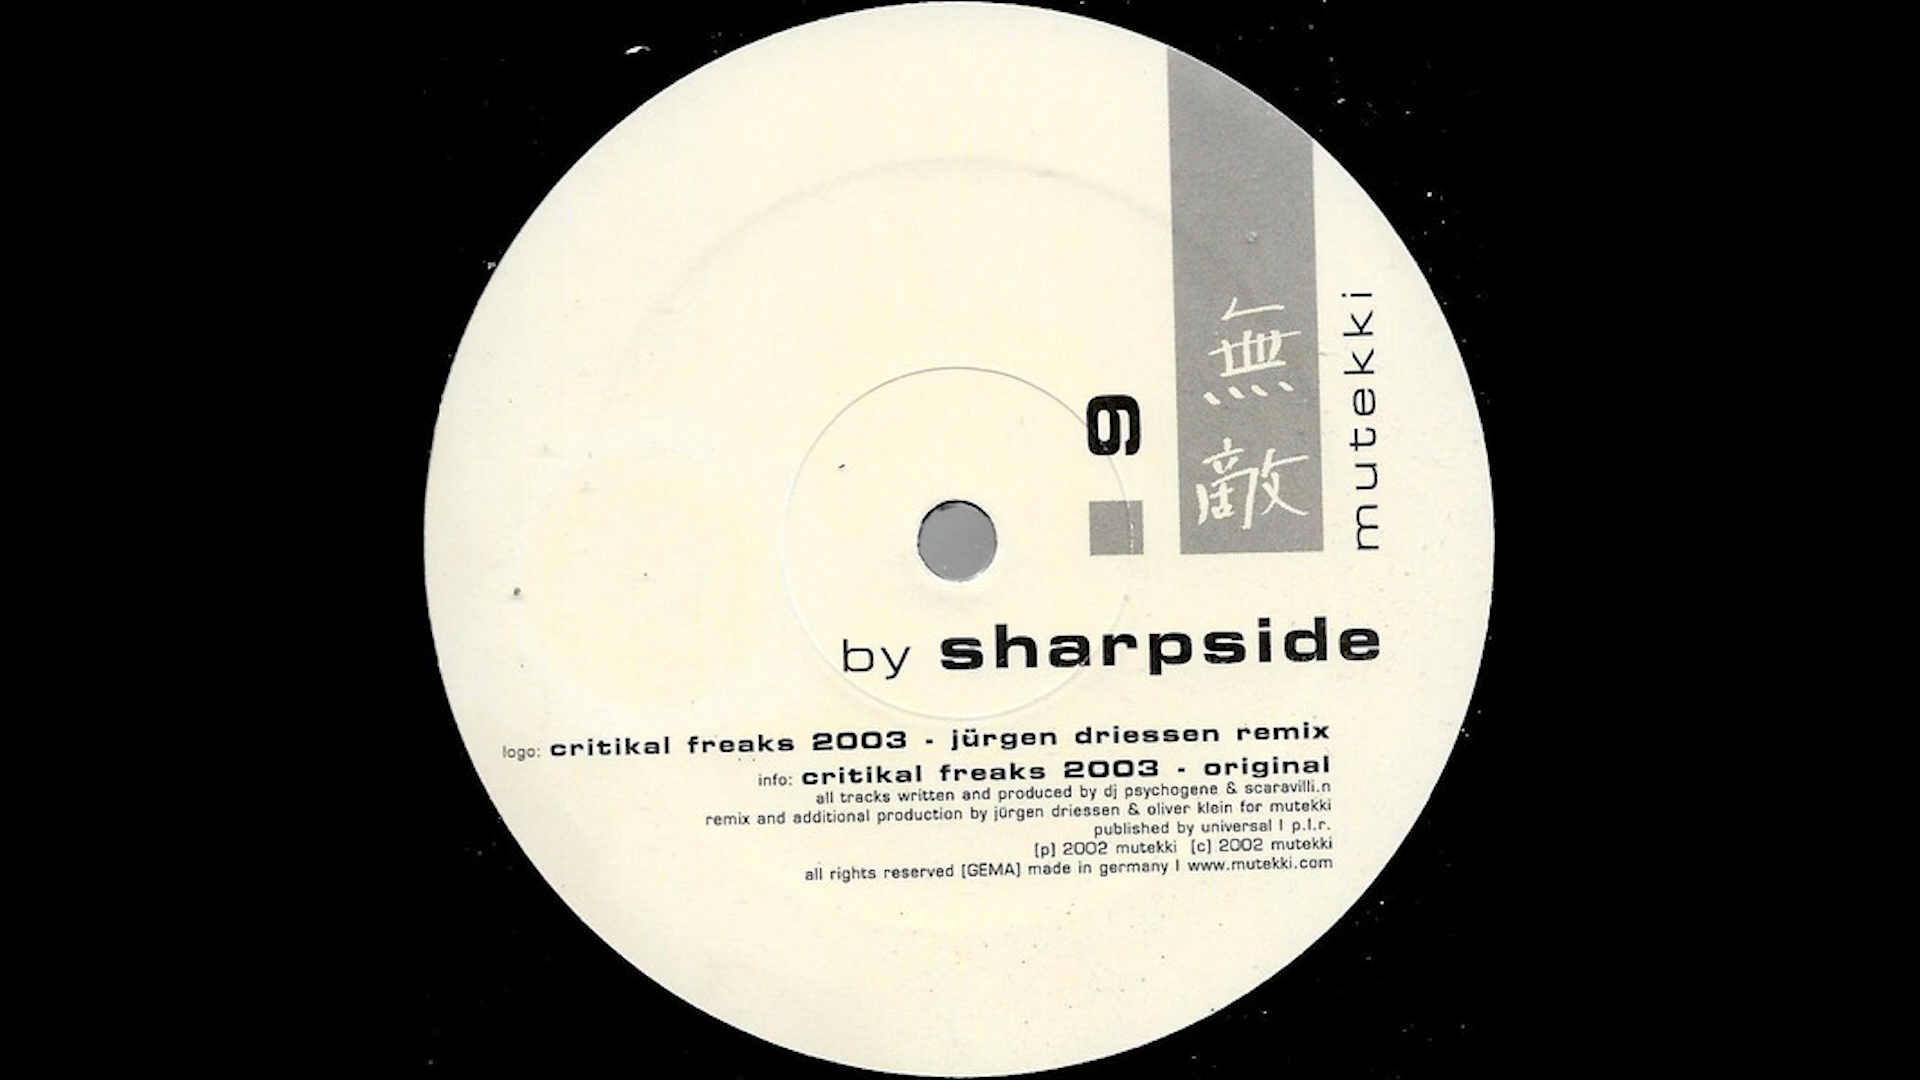 無敵
mutekki
9
by sharpside
logo: critikal freaks 2003 - jürgen driessen remix
info: critikal freaks 2003 - original
all tracks written and produced by dj psychogene & scaravilli.n
remix and additional production by jürgen driessen & oliver klein for mutekki
published by universal I p.l.r.
[p] 2002 mutekki [c] 2002 mutekki
all rights reserved [GEMA] made in germany I www.mutekki.com